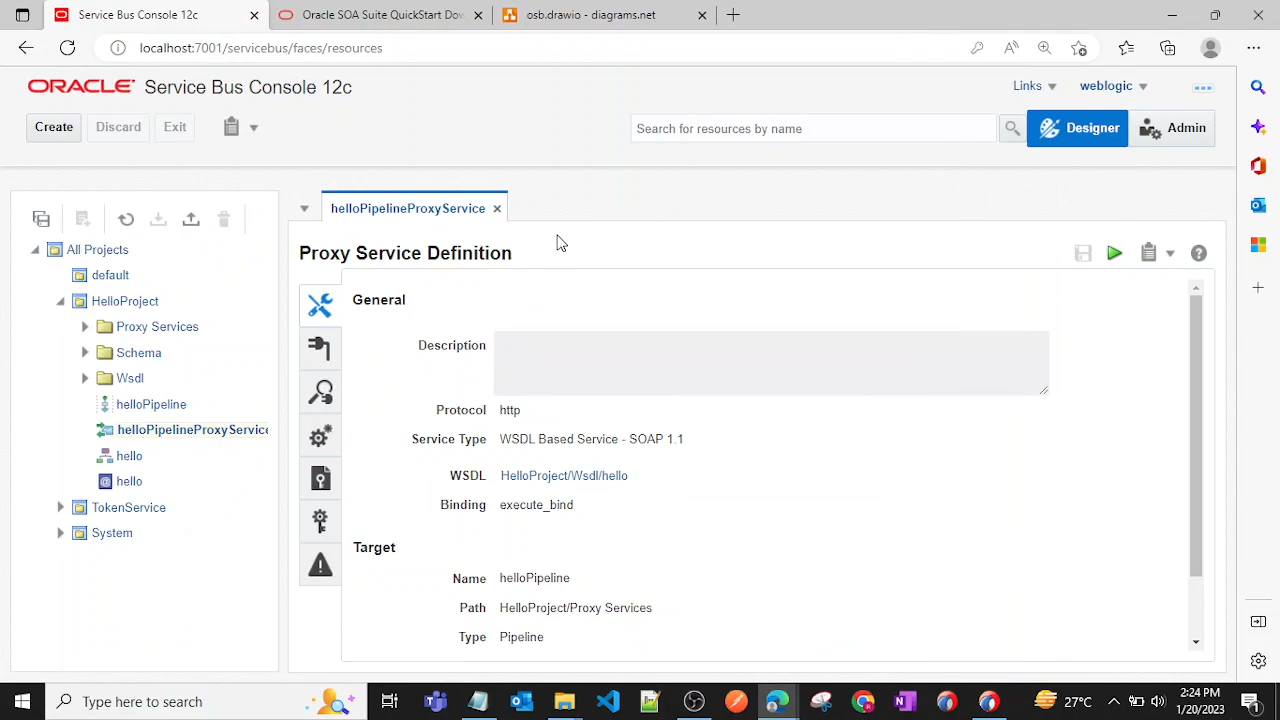 Service Bus Console 12c
Oracle SOA Suite QuickStart Dow
osb.drawio - diagrams.net
localhost:7001/servicebus/faces/resources
ORACLE Service Bus Console 12c
Links
weblogic
Create
Discard
Exit
Search for resources by name
Designer
Admin
helloPipelineProxyService
All Projects
default
HelloProject
Proxy Services
Schema
Wsdl
helloPipeline
helloPipelineProxyService
hello
hello
TokenService
System
Proxy Service Definition
General
Description
Protocol http
Service Type WSDL Based Service - SOAP 1.1
WSDL HelloProject/Wsdl/hello
Binding execute_bind
Target
Name helloPipeline
Path HelloProject/Proxy Services
Type Pipeline
Type here to search
27°C
2:24 PM
1/20/2023
1